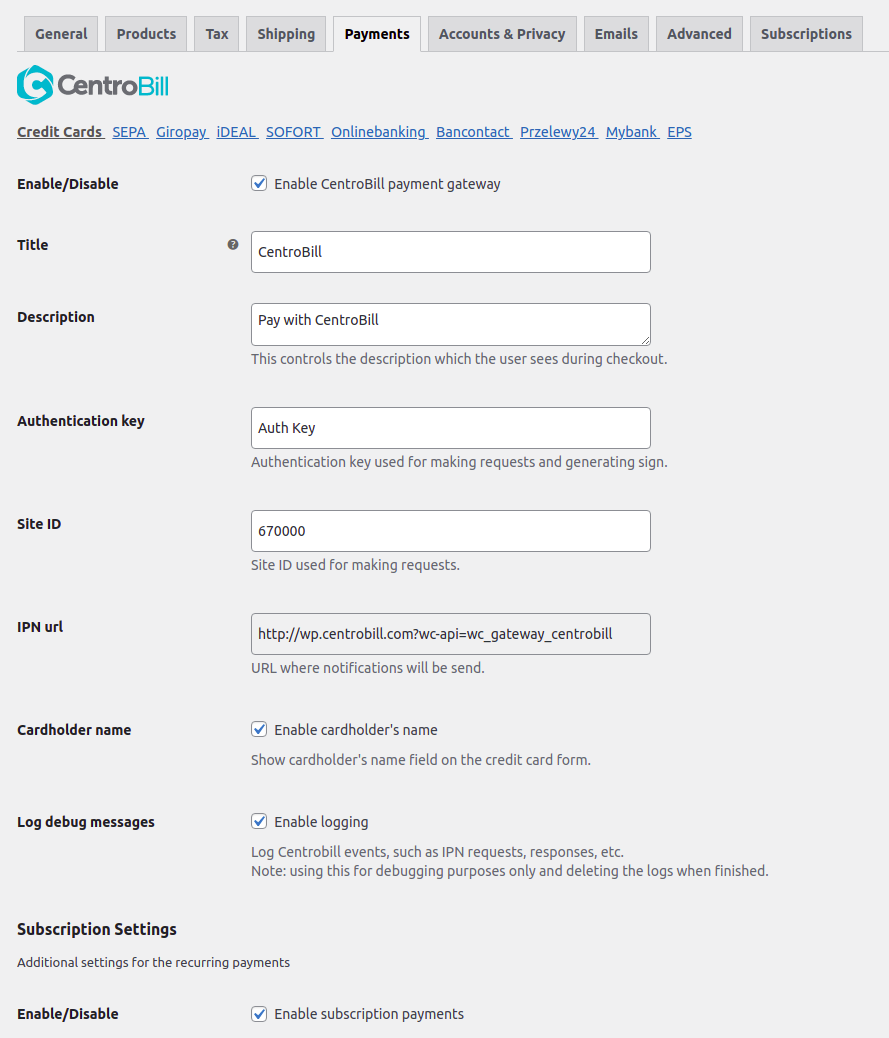 General Products Tax Shipping Payments Accounts & Privacy Emails Advanced Subscriptions
CentroBill
Credit Cards SEPA Giropay iDEAL SOFORT Onlinebanking Bancontact Przelewy24 Mybank EPS
Enable/Disable Enable CentroBill payment gateway
Title ? CentroBill
Description Pay with CentroBill
This controls the description which the user sees during checkout.
Authentication key Auth Key
Authentication key used for making requests and generating sign.
Site ID 670000
Site ID used for making requests.
IPN url http://wp.centrobill.com?wc-api=wc_gateway_centrobill
URL where notifications will be send.
Cardholder name Enable cardholder's name
Show cardholder's name field on the credit card form.
Log debug messages Enable logging
Log Centrobill events, such as IPN requests, responses, etc.
Note: using this for debugging purposes only and deleting the logs when finished.
Subscription Settings
Additional settings for the recurring payments
Enable/Disable Enable subscription payments